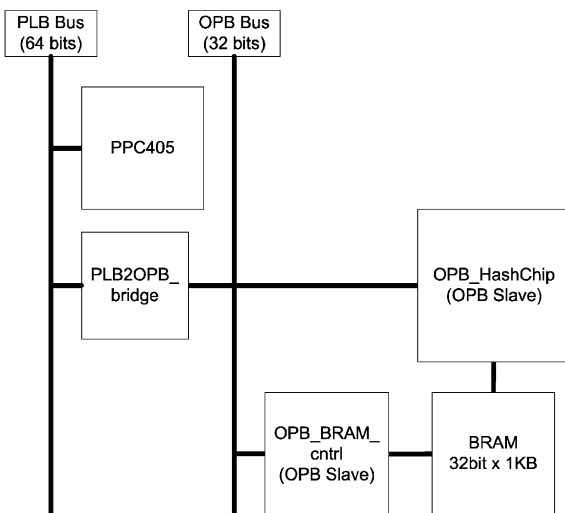 PLB Bus
(64 bits)
OPB Bus
(32 bits)
PPC405
PLB2OPB_
bridge
OPB_HashChip
(OPB Slave)
OPB_BRAM_
cntrl
(OPB Slave)
BRAM
32bit x 1KB